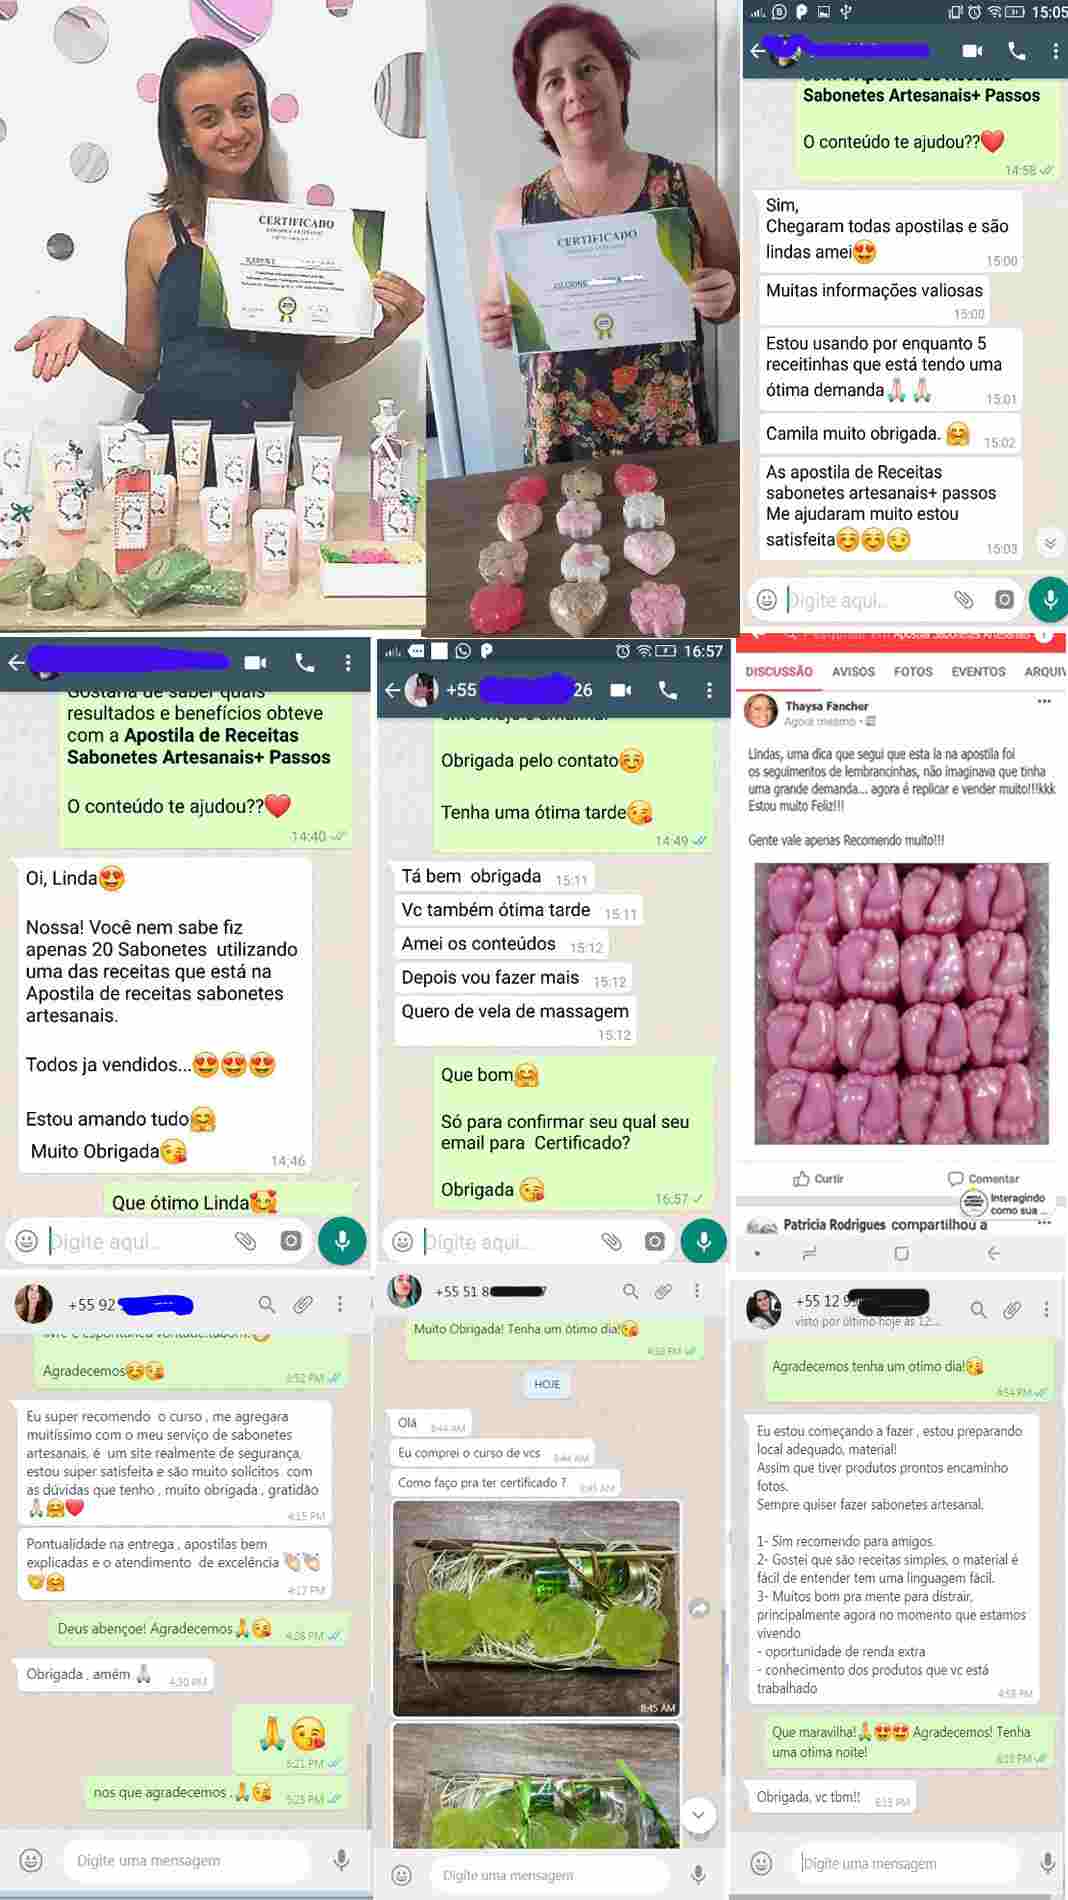 CERTIFICADO
CERTIFICADO
15:05
Sabonetes Artesanais+ Passos
O conteúdo te ajudou??❤️
14:58
Sim,
Chegaram todas apostilas e são
lindas amei😍
15:00
Muitas informações valiosas
15:00
Estou usando por enquanto 5
receitinhas que está tendo uma
ótima demanda🙏🏻🙏🏻
15:01
Camila muito obrigada. 🤗
15:02
As apostila de Receitas
sabonetes artesanais+ passos
Me ajudaram muito estou
satisfeita☺️☺️😏
15:03
Digite aqui...
Gostaria de saber quais
resultados e benefícios obteve
com a Apostila de Receitas
Sabonetes Artesanais+ Passos
O conteúdo te ajudou??❤️
14:40
Oi, Linda😍
Nossa! Você nem sabe fiz
apenas 20 Sabonetes utilizando
uma das receitas que está na
Apostila de receitas sabonetes
artesanais.
Todos ja vendidos...😍😍😍
Estou amando tudo🤗
Muito Obrigada😘
14:46
Que ótimo Linda🥰
Digite aqui...
16:57
+55 26
Obrigada pelo contato☺️
Tenha uma ótima tarde😘
14:49
Tá bem obrigada 15:11
Vc também ótima tarde 15:11
Amei os conteúdos 15:12
Depois vou fazer mais 15:12
Quero de vela de massagem
15:12
Que bom🤗
Só para confirmar seu qual seu
email para Certificado?
Obrigada 😘
16:57
Digite aqui...
Pesquisar em Apostila Sabonetes Artesanais
DISCUSSÃO AVISOS FOTOS EVENTOS ARQUIV
Thaysa Fancher
Agora mesmo
Lindas, uma dica que segui que esta la na apostila foi
os seguimentos de lembrancinhas, não imaginava que tinha
uma grande demanda... agora é replicar e vender muito!!!kkk
Estou muito Feliz!!!
Gente vale apenas Recomendo muito!!!
Curtir Comentar
Interagindo
como sua ...
Patricia Rodrigues compartilhou a
+55 92
livre e espontânea vontade.
Agradecemos☺️😘
6:52 PM
Eu super recomendo o curso , me agregara
muitíssimo com o meu serviço de sabonetes
artesanais, é um site realmente de segurança,
estou super satisfeita e são muito solícitos com
as dúvidas que tenho , muito obrigada , gratidão
🙏🏻🤗❤️
4:15 PM
Pontualidade na entrega , apostilas bem
explicadas e o atendimento de excelência 👏🏻👏🏻
🤝🤗
4:17 PM
Deus abençoe! Agradecemos🙏😘
4:28 PM
Obrigada , amém 🙏🏻
4:30 PM
🙏😘
5:21 PM
nos que agradecemos .🙏😘
5:23 PM
Digite uma mensagem
+55 51 8 7
Muito Obrigada! Tenha um ótimo dia!😘
4:53 PM
HOJE
Olá 8:44 AM
Eu comprei o curso de vcs 8:44 AM
Como faço pra ter certificado ? 8:45 AM
8:45 AM
Digite uma mensagem
+55 12 9
visto por último hoje às 12:...
Agradecemos tenha um otimo dia!😘
4:54 PM
Eu estou começando a fazer , estou preparando
local adequado, material!
Assim que tiver produtos prontos encaminho
fotos.
Sempre quiser fazer sabonetes artesanal.
1- Sim recomendo para amigos.
2- Gostei que são receitas simples, o material é
fácil de entender tem uma linguagem fácil.
3- Muitos bom pra mente para distrair,
principalmente agora no momento que estamos
vivendo
- oportunidade de renda extra
- conhecimento dos produtos que vc está
trabalhado
4:58 PM
Que maravilha!🙏😍😍 Agradecemos! Tenha
uma otima noite!
6:13 PM
Obrigada, vc tbm!! 6:13 PM
Digite uma mensagem